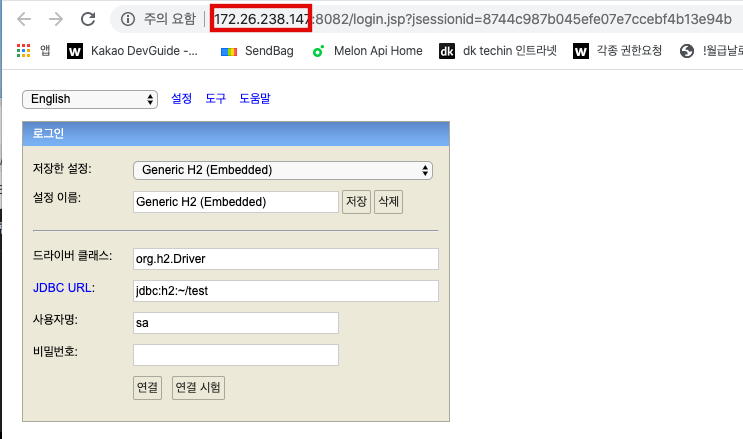 주의 요함 172.26.238.147:8082/login.jsp?jsessionid=8744c987b045efe07e7ccebf4b13e94b
앱 Kakao DevGuide -... SendBag Melon Api Home dk techin 인트라넷 각종 권한요청 !월급날로
English 설정 도구 도움말
로그인
저장한 설정: Generic H2 (Embedded)
설정 이름: Generic H2 (Embedded) 저장 삭제
드라이버 클래스: org.h2.Driver
JDBC URL: jdbc:h2:~/test
사용자명: sa
비밀번호:
연결 연결 시험